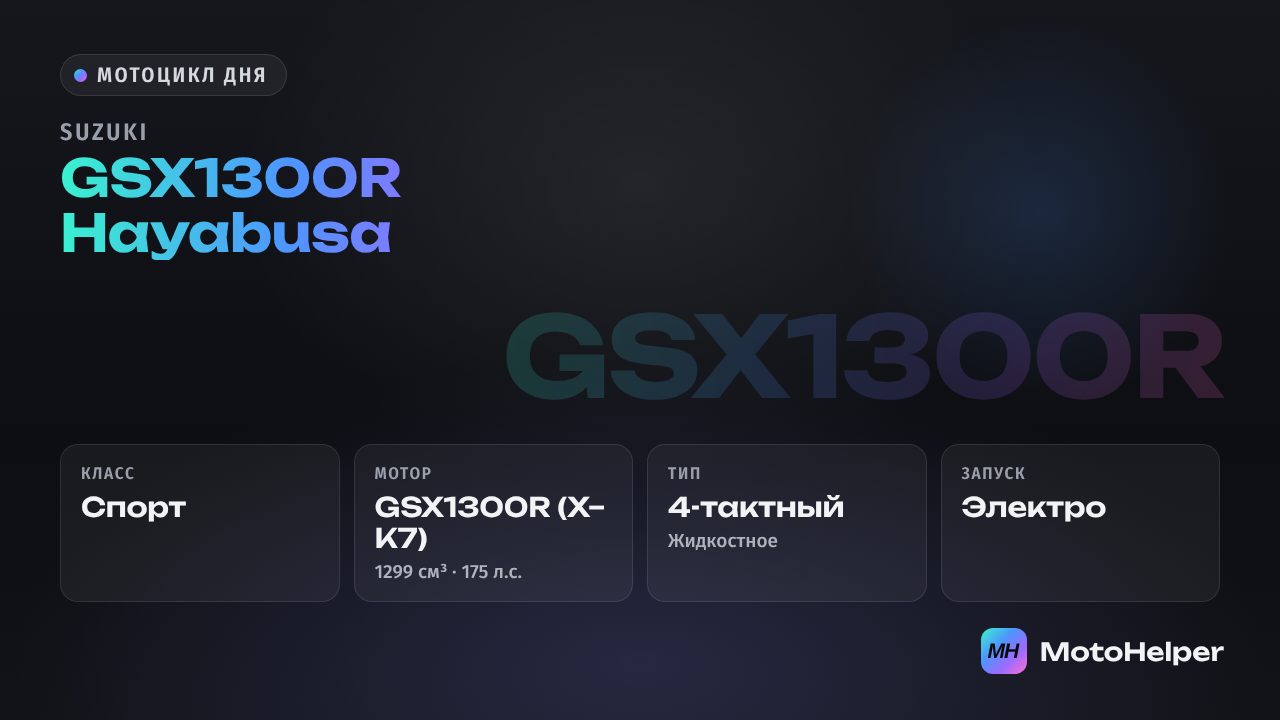 МОТОЦИКЛ ДНЯ
SUZUKI
GSX1300R
Hayabusa
GSX1300R
КЛАСС
Спорт
МОТОР
GSX1300R (X–
K7)
1299 см³ · 175 л.с.
ТИП
4-тактный
Жидкостное
ЗАПУСК
Электро
MH
MotoHelper